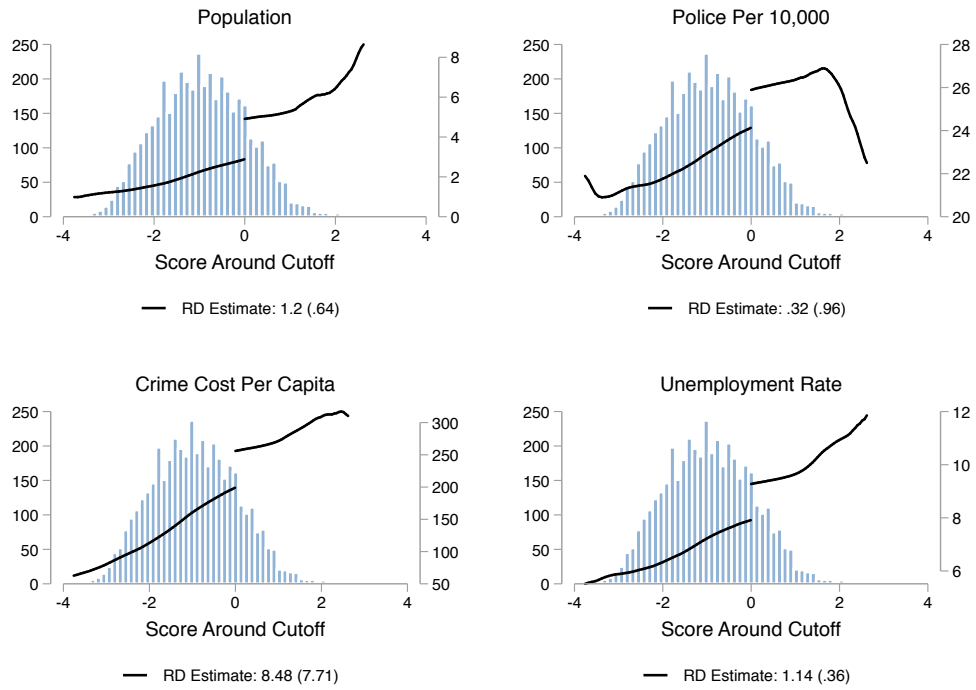 Population
250
200
150
100
50
0
8
6
4
2
0
-4 -2 0 2 4
Score Around Cutoff
RD Estimate: 1.2 (.64)
Police Per 10,000
250
200
150
100
50
0
28
26
24
22
20
-4 -2 0 2 4
Score Around Cutoff
RD Estimate: .32 (.96)
Crime Cost Per Capita
250
200
150
100
50
0
300
250
200
150
100
50
-4 -2 0 2 4
Score Around Cutoff
RD Estimate: 8.48 (7.71)
Unemployment Rate
250
200
150
100
50
0
12
10
8
6
-4 -2 0 2 4
Score Around Cutoff
RD Estimate: 1.14 (.36)